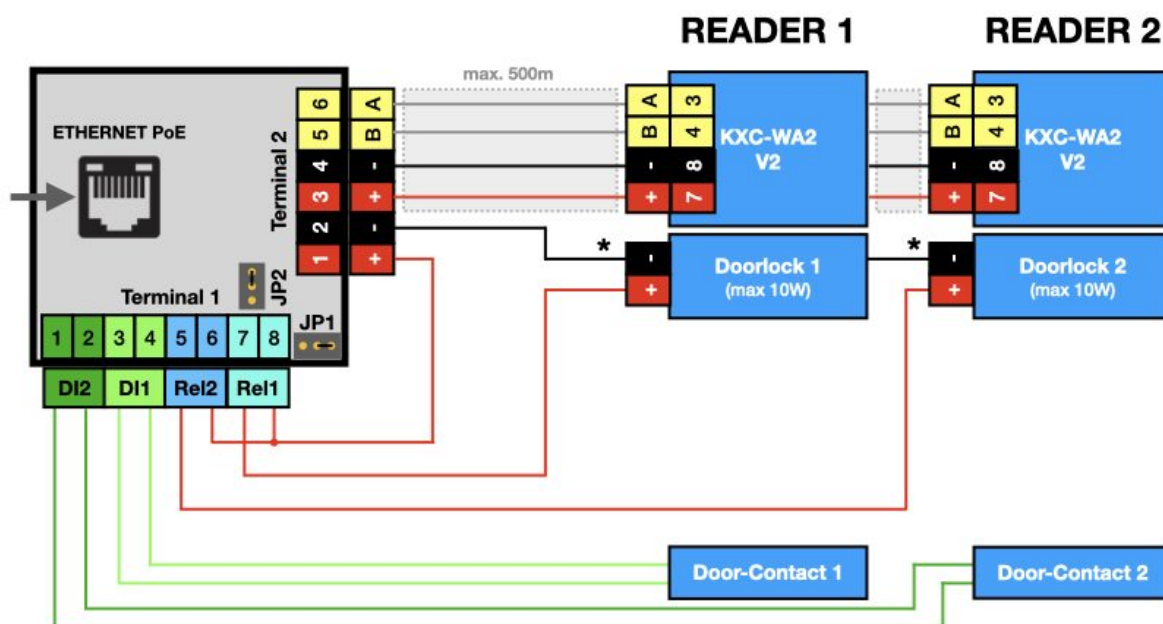 READER 1
READER 2
max. 500m
ETHERNET PoE
Terminal 2
6
5
4
3
2
1
A
B
-
+
-
+
A
B
-
+
3
4
8
7
KXC-WA2
V2
A
B
-
+
3
4
8
7
KXC-WA2
V2
*
-
+
Doorlock 1
(max 10W)
*
-
+
Doorlock 2
(max 10W)
JP2
Terminal 1
JP1
1 2 3 4 5 6 7 8
DI2 DI1 Rel2 Rel1
Door-Contact 1
Door-Contact 2